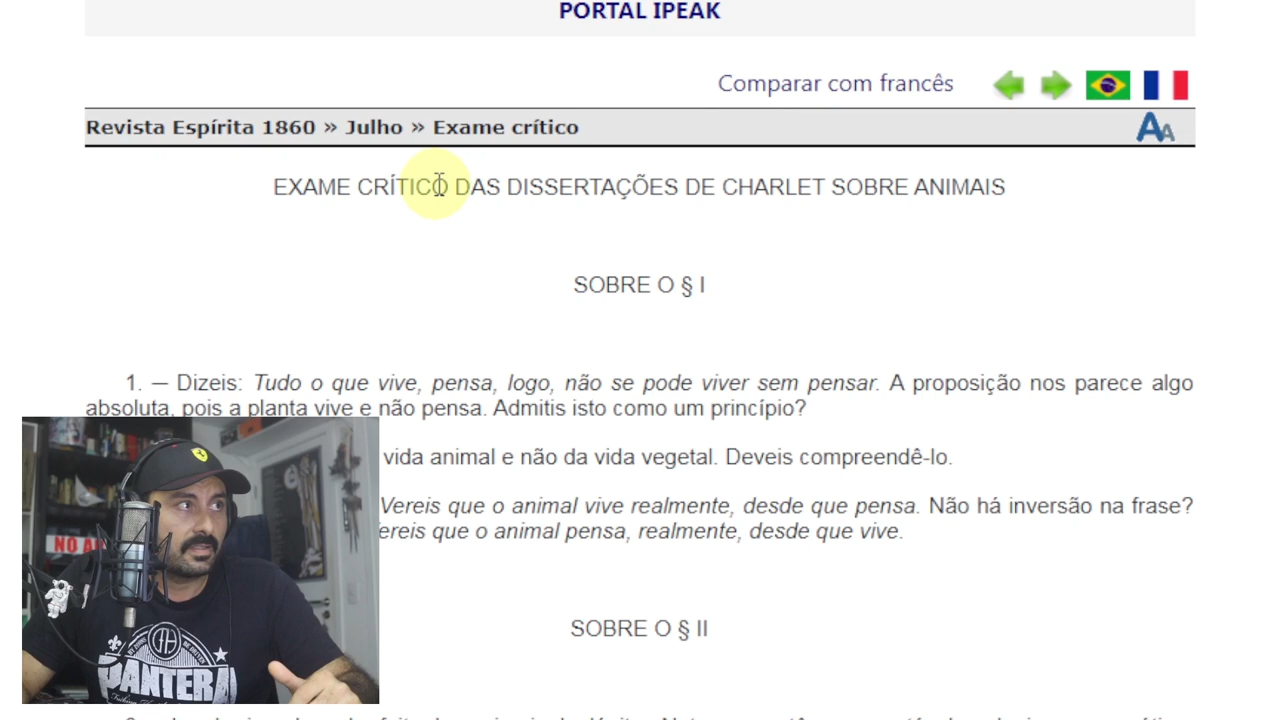 PORTAL IPEAK
Comparar com francês
Revista Espírita 1860 » Julho » Exame crítico
EXAME CRÍTICO DAS DISSERTAÇÕES DE CHARLET SOBRE ANIMAIS
SOBRE O § I
1. — Dizeis: Tudo o que vive, pensa, logo, não se pode viver sem pensar. A proposição nos parece algo
absoluta, pois a planta vive e não pensa. Admitis isto como um princípio?
vida animal e não da vida vegetal. Deveis compreendê-lo.
Vereis que o animal vive realmente, desde que pensa. Não há inversão na frase?
ereis que o animal pensa, realmente, desde que vive.
NO A
PANTERA
SOBRE O § II